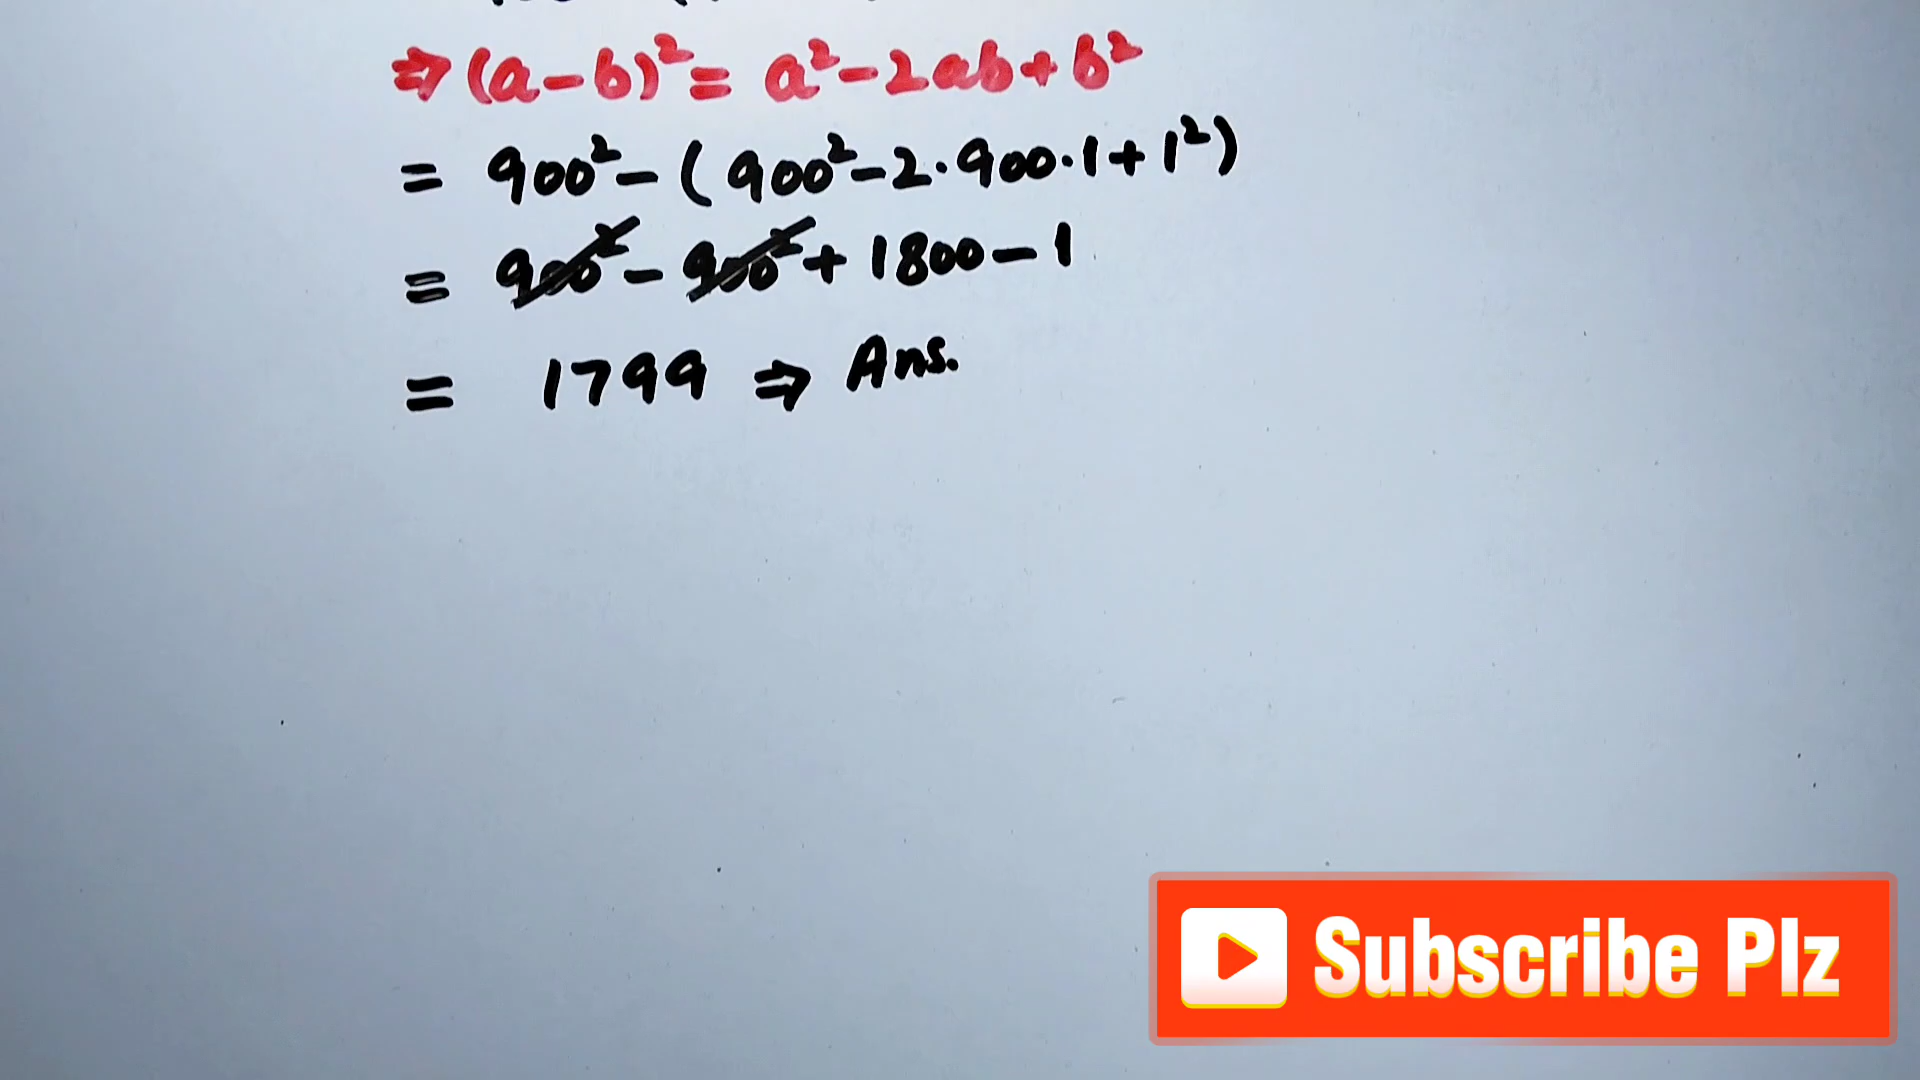 ⇒ (a-b)² = a²-2ab+b²
= 900² - (900²-2·900·1+1²)
= 900² - 900² + 1800 - 1
= 1799 ⇒ Ans.
Subscribe Plz